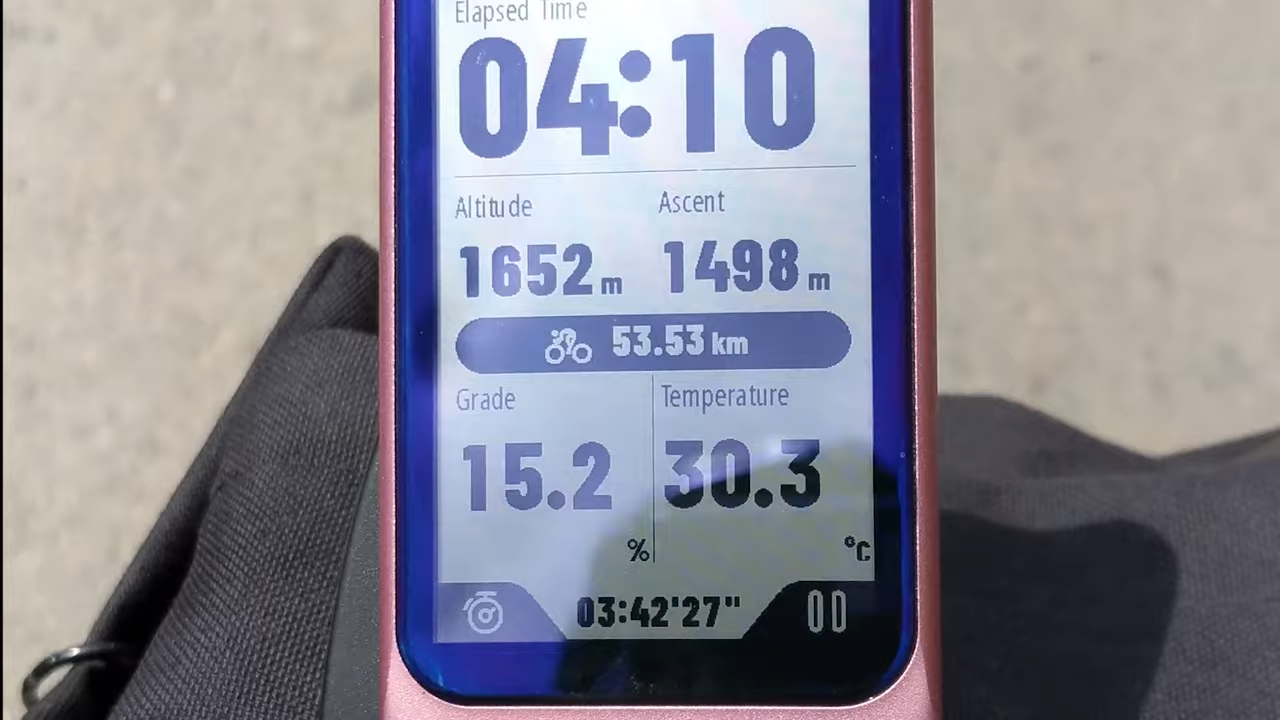 Elapsed Time
04:10
Altitude Ascent
1652 m 1498 m
53.53 km
Grade Temperature
15.2 % 30.3 °C
03:42'27"